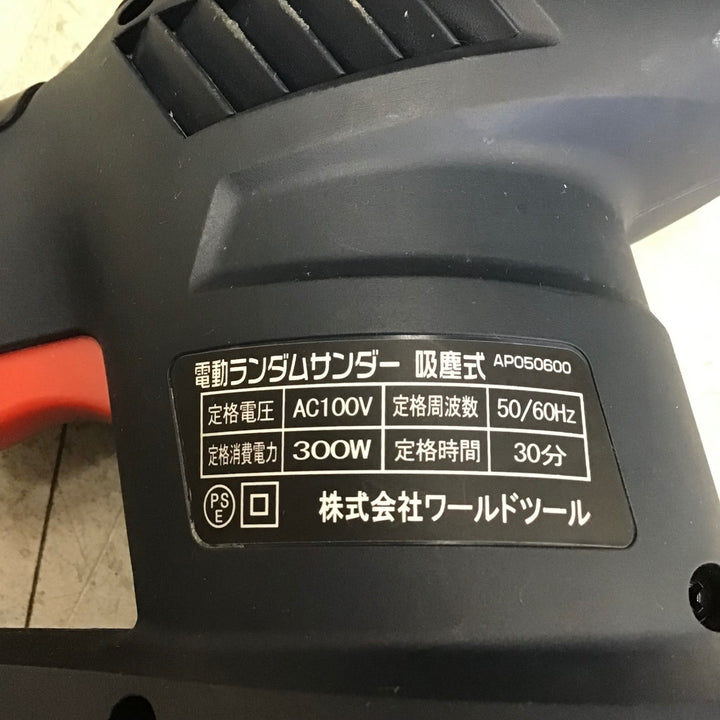 電動ランダムサンダー 吸塵式 AP050600
定格電圧 AC100V 定格周波数 50/60Hz
定格消費電力 300W 定格時間 30分
PS
E
株式会社ワールドツール